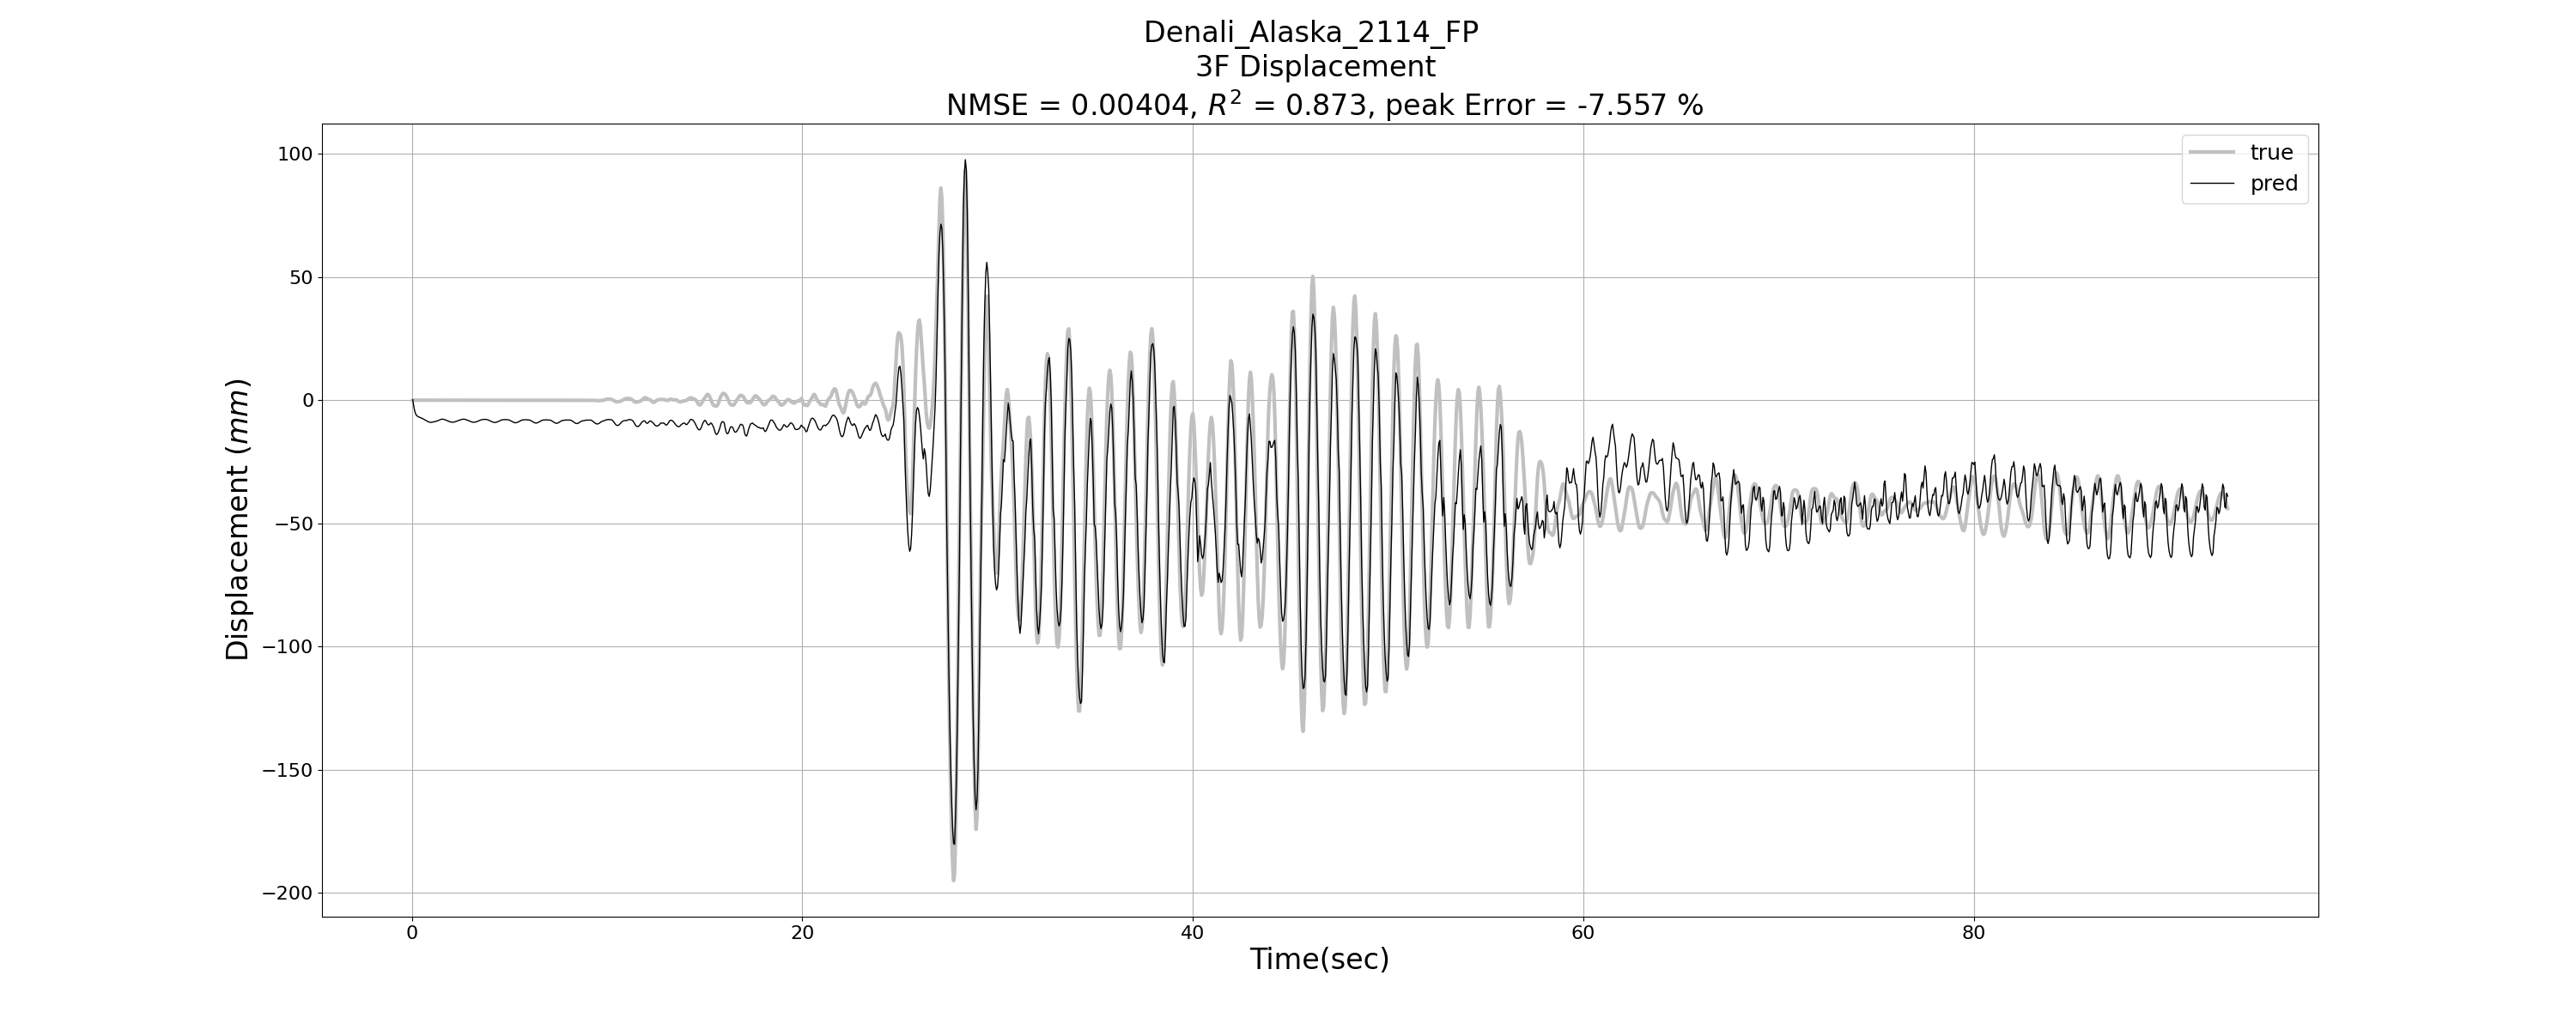 Denali_Alaska_2114_FP
3F Displacement
NMSE = 0.00404, R² = 0.873, peak Error = -7.557 %
true
pred
100
50
0
−50
−100
−150
−200
Displacement (mm)
0 20 40 60 80
Time(sec)